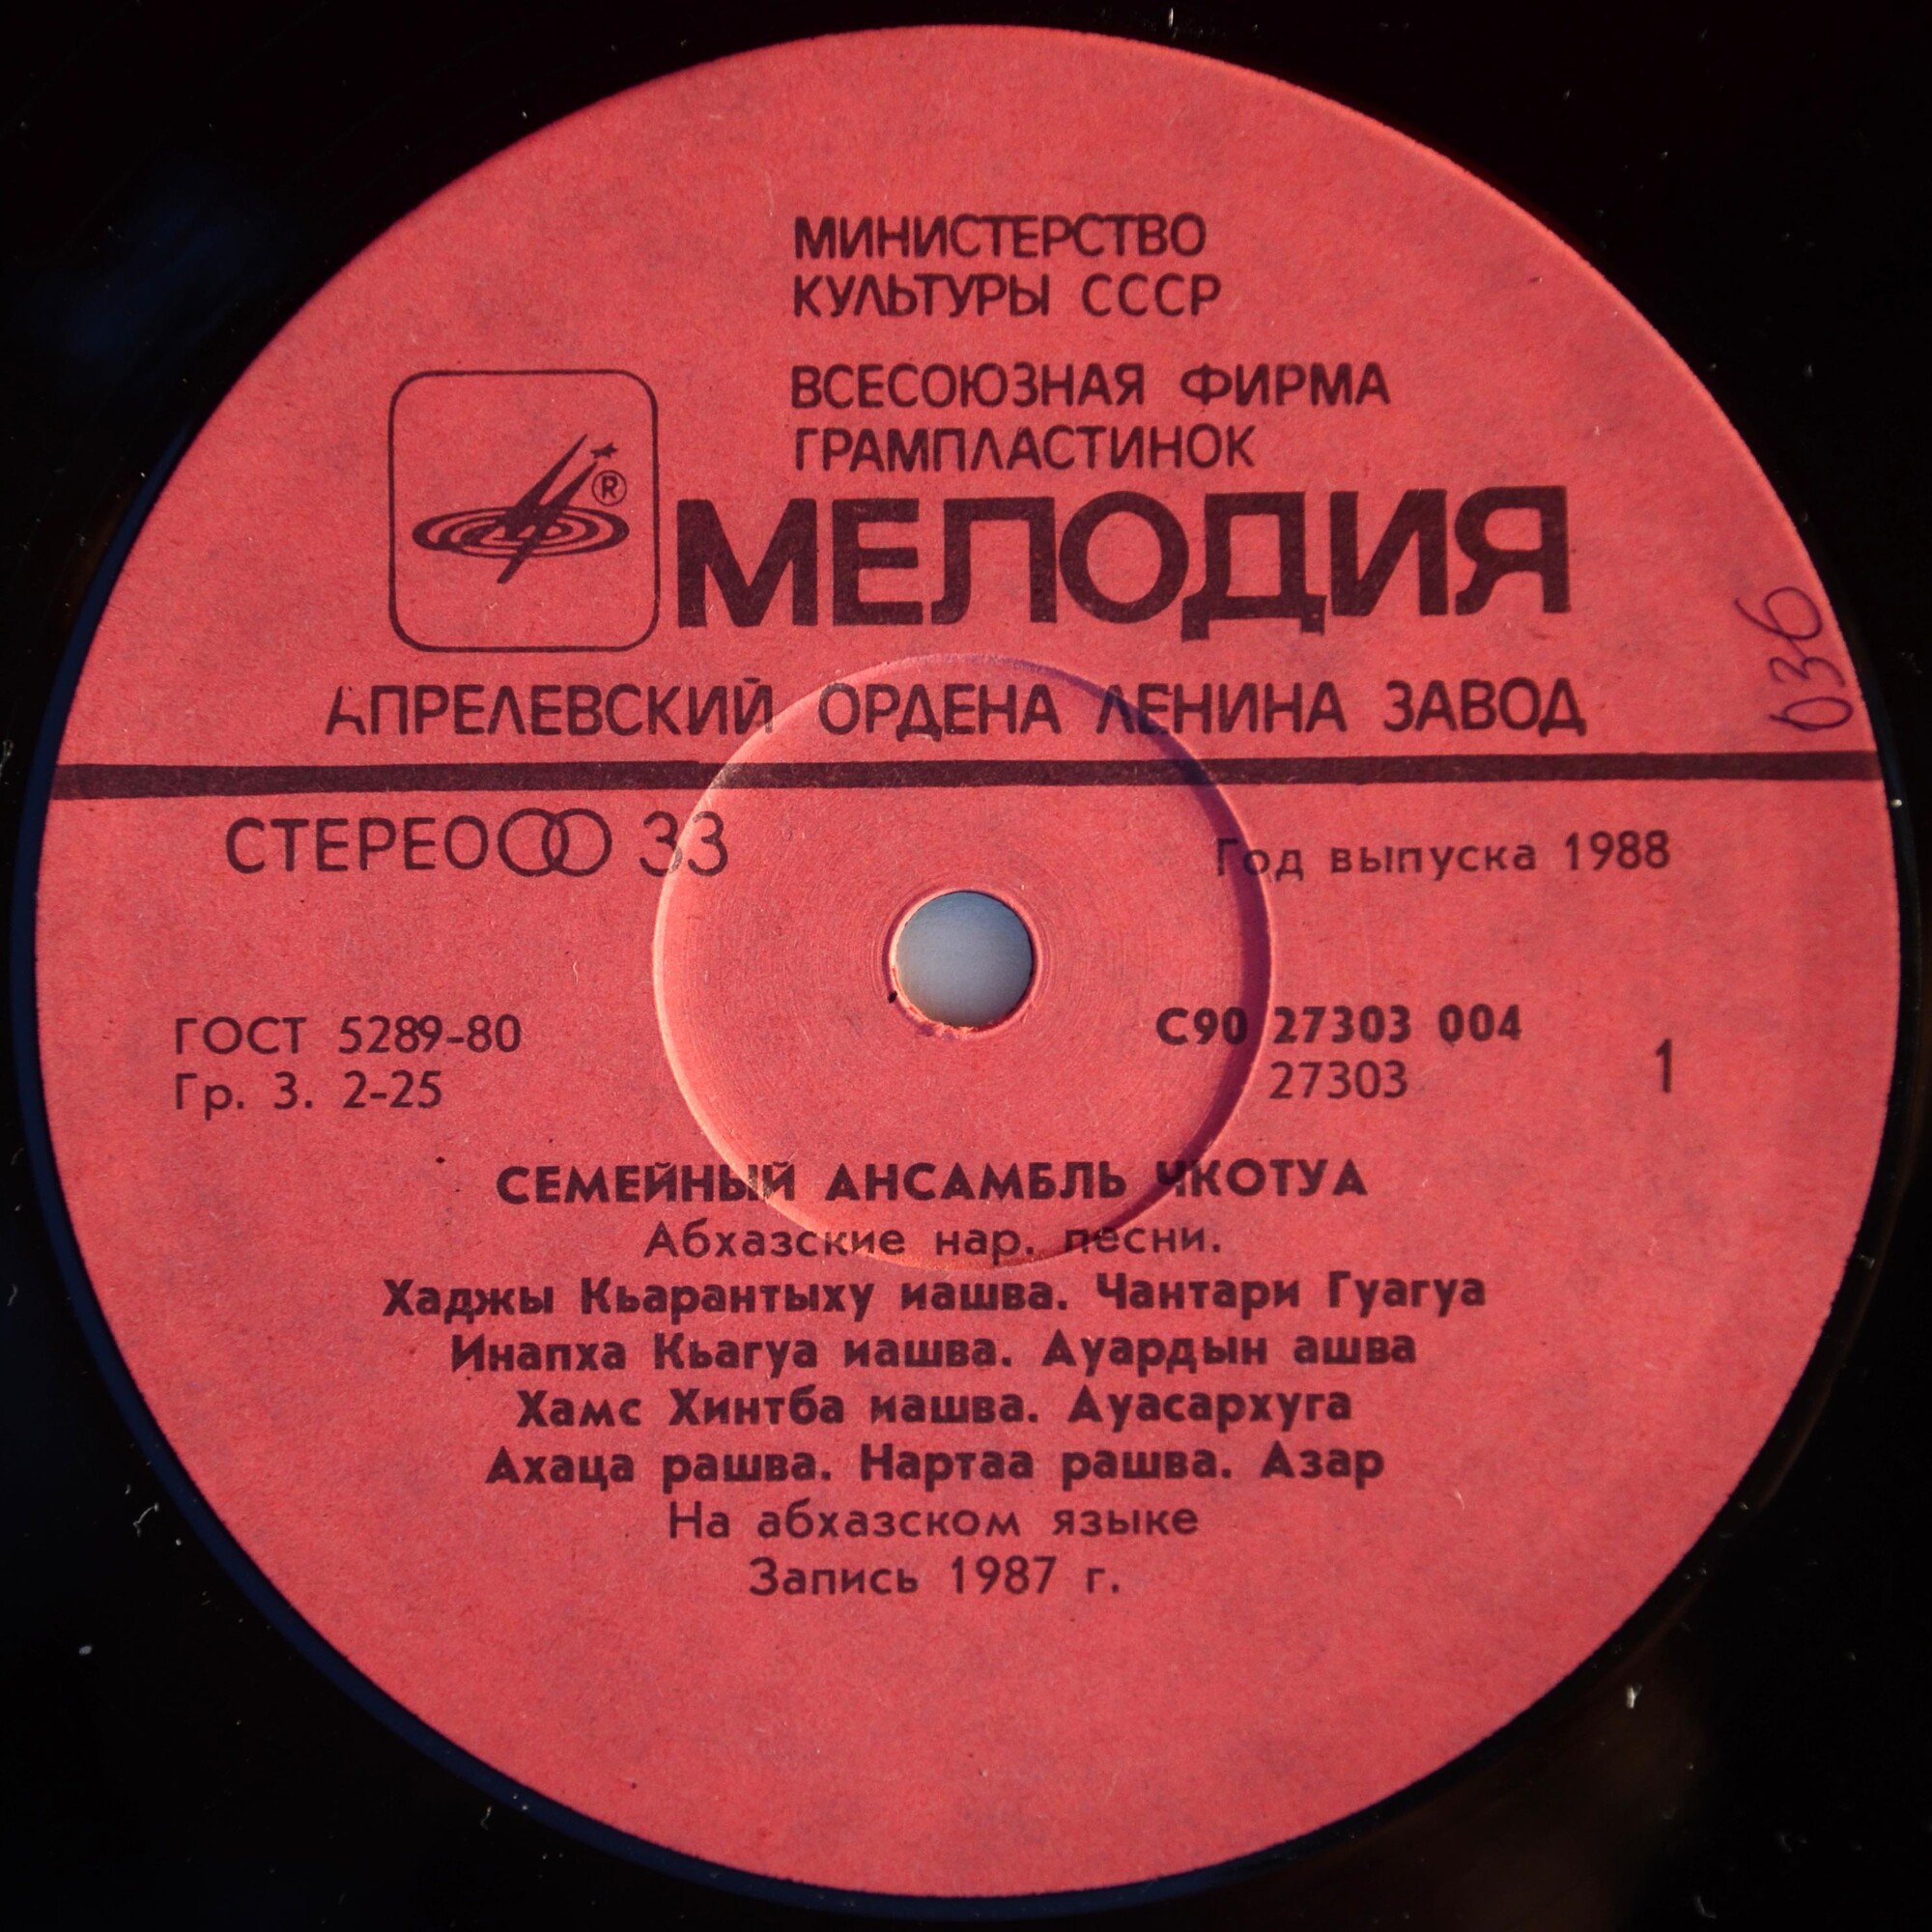 МИНИСТЕРСТВО
КУЛЬТУРЫ СССР
ВСЕСОЮЗНАЯ ФИРМА
ГРАМПЛАСТИНОК
®
МЕЛОДИЯ
АПРЕЛЕВСКИЙ ОРДЕНА ЛЕНИНА ЗАВОД
036
СТЕРЕО 33
Год выпуска 1988
ГОСТ 5289-80
Гр. 3. 2-25
С90 27303 004
27303
1
СЕМЕЙНЫЙ АНСАМБЛЬ ЧКОТУА
Абхазские нар. песни.
Хаджы Кьарантыху иашва. Чантари Гуагуа
Инапха Кьагуа иашва. Ауардын ашва
Хамс Хинтба иашва. Ауасархуга
Ахаца рашва. Нартаа рашва. Азар
На абхазском языке
Запись 1987 г.